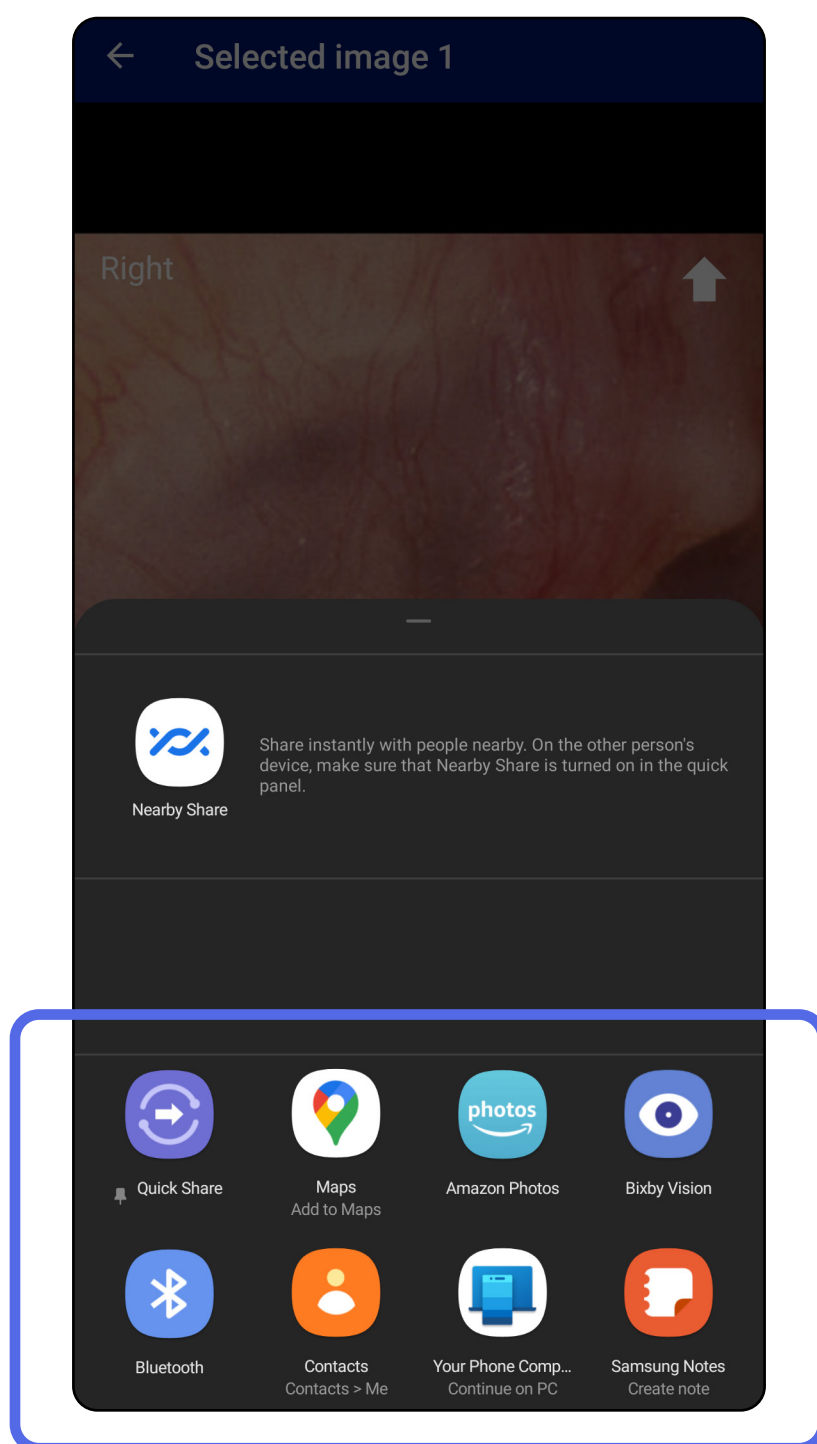 Selected image 1
Right
Share instantly with people nearby. On the other person's
device, make sure that Nearby Share is turned on in the quick
panel.
Nearby Share
photos
Quick Share
Maps
Add to Maps
Amazon Photos
Bixby Vision
Bluetooth
Contacts
Contacts > Me
Your Phone Comp...
Continue on PC
Samsung Notes
Create note